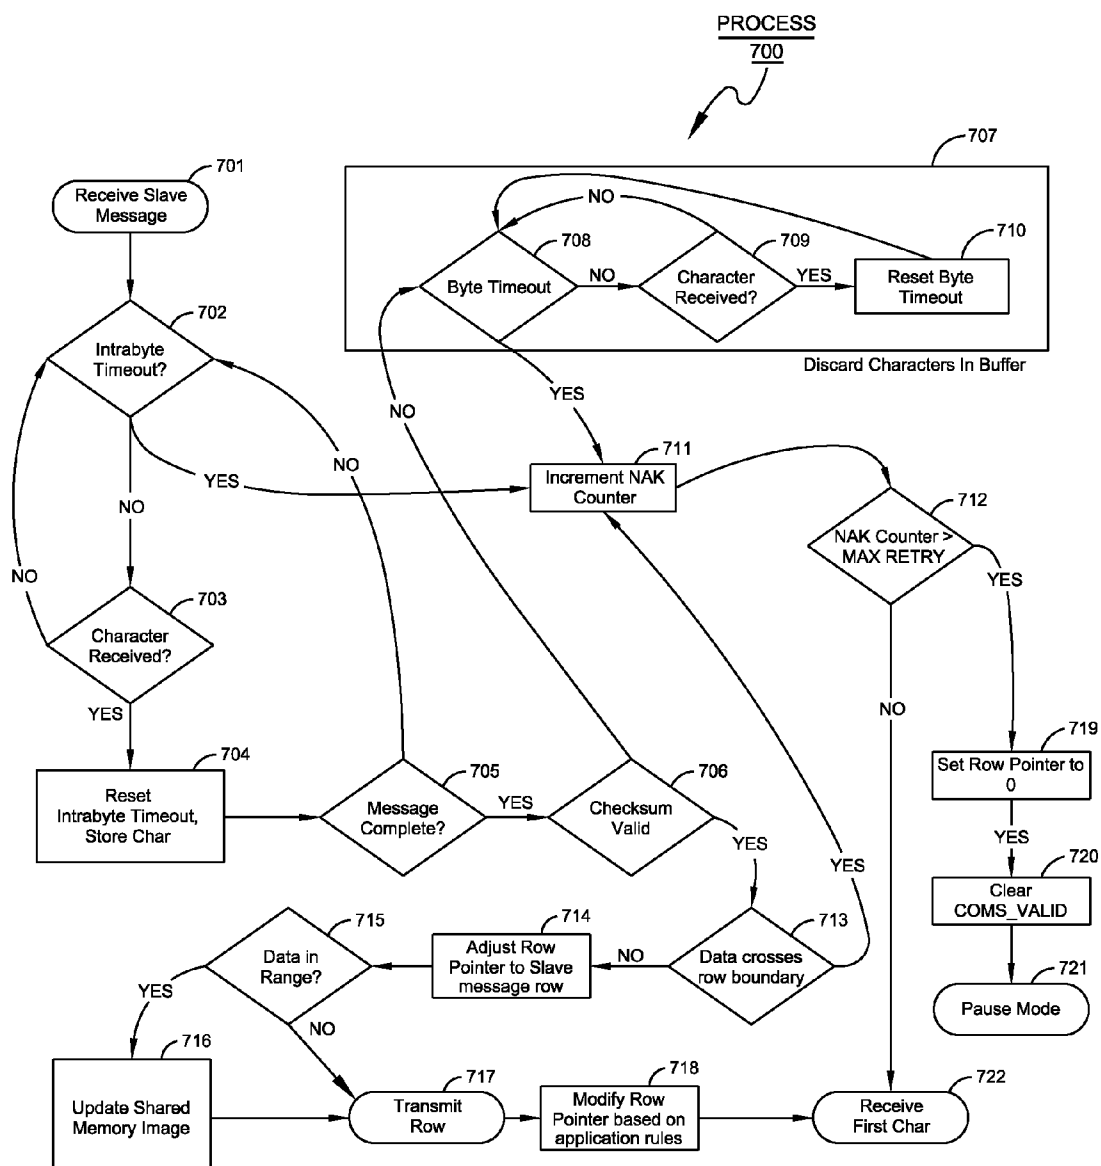 PROCESS
700
707
701
Receive Slave
Message
NO
708
709
710
Byte Timeout
NO
Character
Received?
YES
Reset Byte
Timeout
702
Intrabyte
Timeout?
Discard Characters In Buffer
YES
NO
711
Increment NAK
Counter
NO
YES
712
NAK Counter >
MAX RETRY
NO
YES
NO
703
Character
Received?
YES
NO
704
Reset
Intrabyte Timeout,
Store Char
705
Message
Complete?
YES
706
Checksum
Valid
YES
YES
719
Set Row Pointer to
0
YES
720
Clear
COMS_VALID
713
Data crosses
row boundary
NO
714
Adjust Row
Pointer to Slave
message row
715
Data in
Range?
YES
NO
721
Pause Mode
716
Update Shared
Memory Image
717
Transmit
Row
718
Modify Row
Pointer based on
application rules
722
Receive
First Char